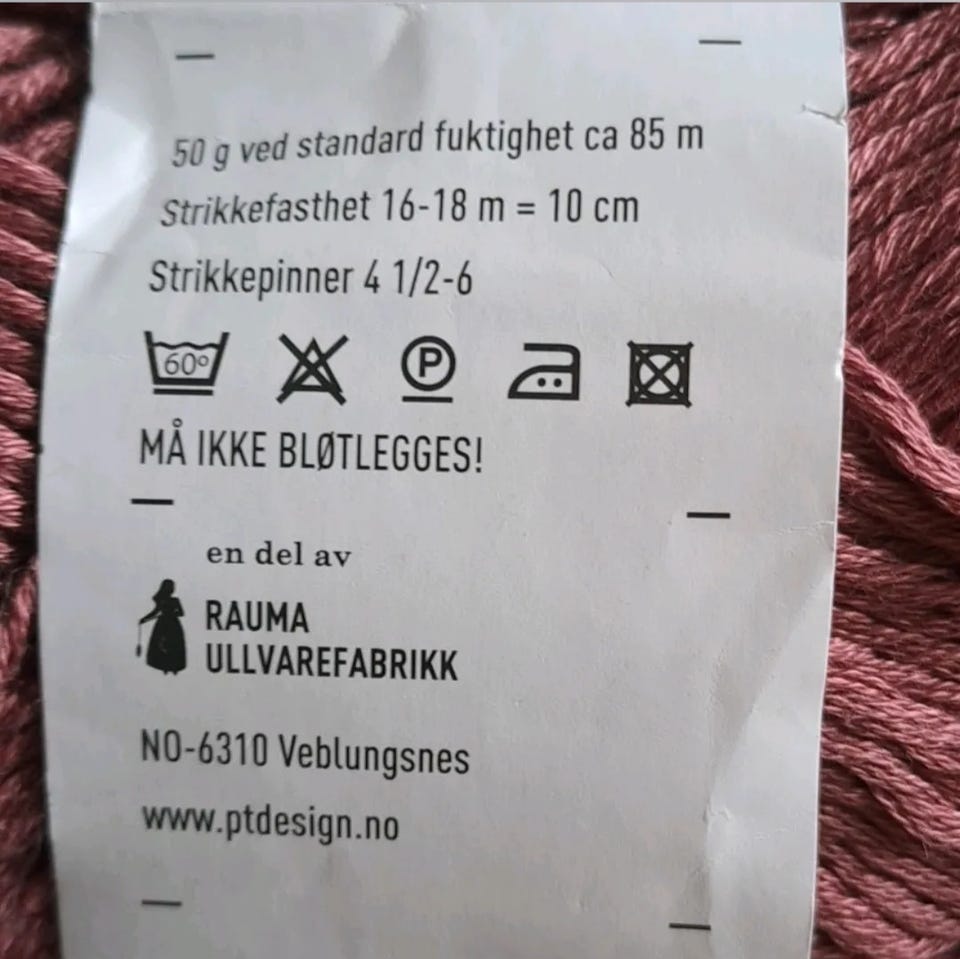 50 g ved standard fuktighet ca 85 m
Strikkefasthet 16-18 m = 10 cm
Strikkepinner 4 1/2-6
60° P
MÅ IKKE BLØTLEGGES!
en del av
RAUMA
ULLVAREFABRIKK
NO-6310 Veblungsnes
www.ptdesign.no